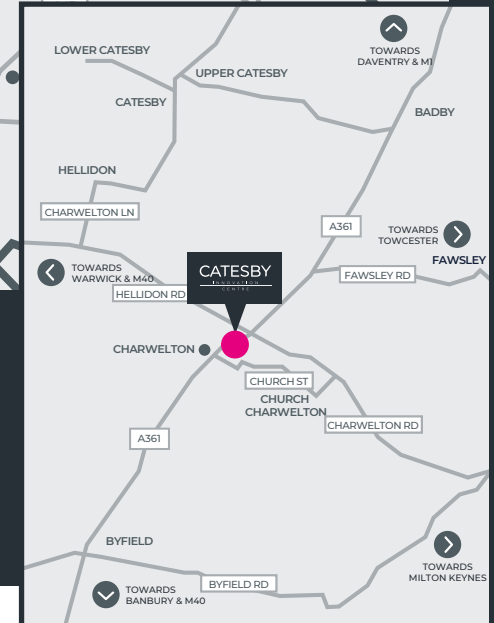 LOWER CATESBY
TOWARDS
DAVENTRY & M1
UPPER CATESBY
CATESBY
BADBY
HELLIDON
CHARWELTON LN
A361
TOWARDS
TOWCESTER
FAWSLEY
TOWARDS
WARWICK & M40
CATESBY
INNOVATION
CENTRE
FAWSLEY RD
HELLIDON RD
CHARWELTON
CHURCH ST
CHURCH
CHARWELTON
CHARWELTON RD
A361
BYFIELD
TOWARDS
MILTON KEYNES
BYFIELD RD
TOWARDS
BANBURY & M40